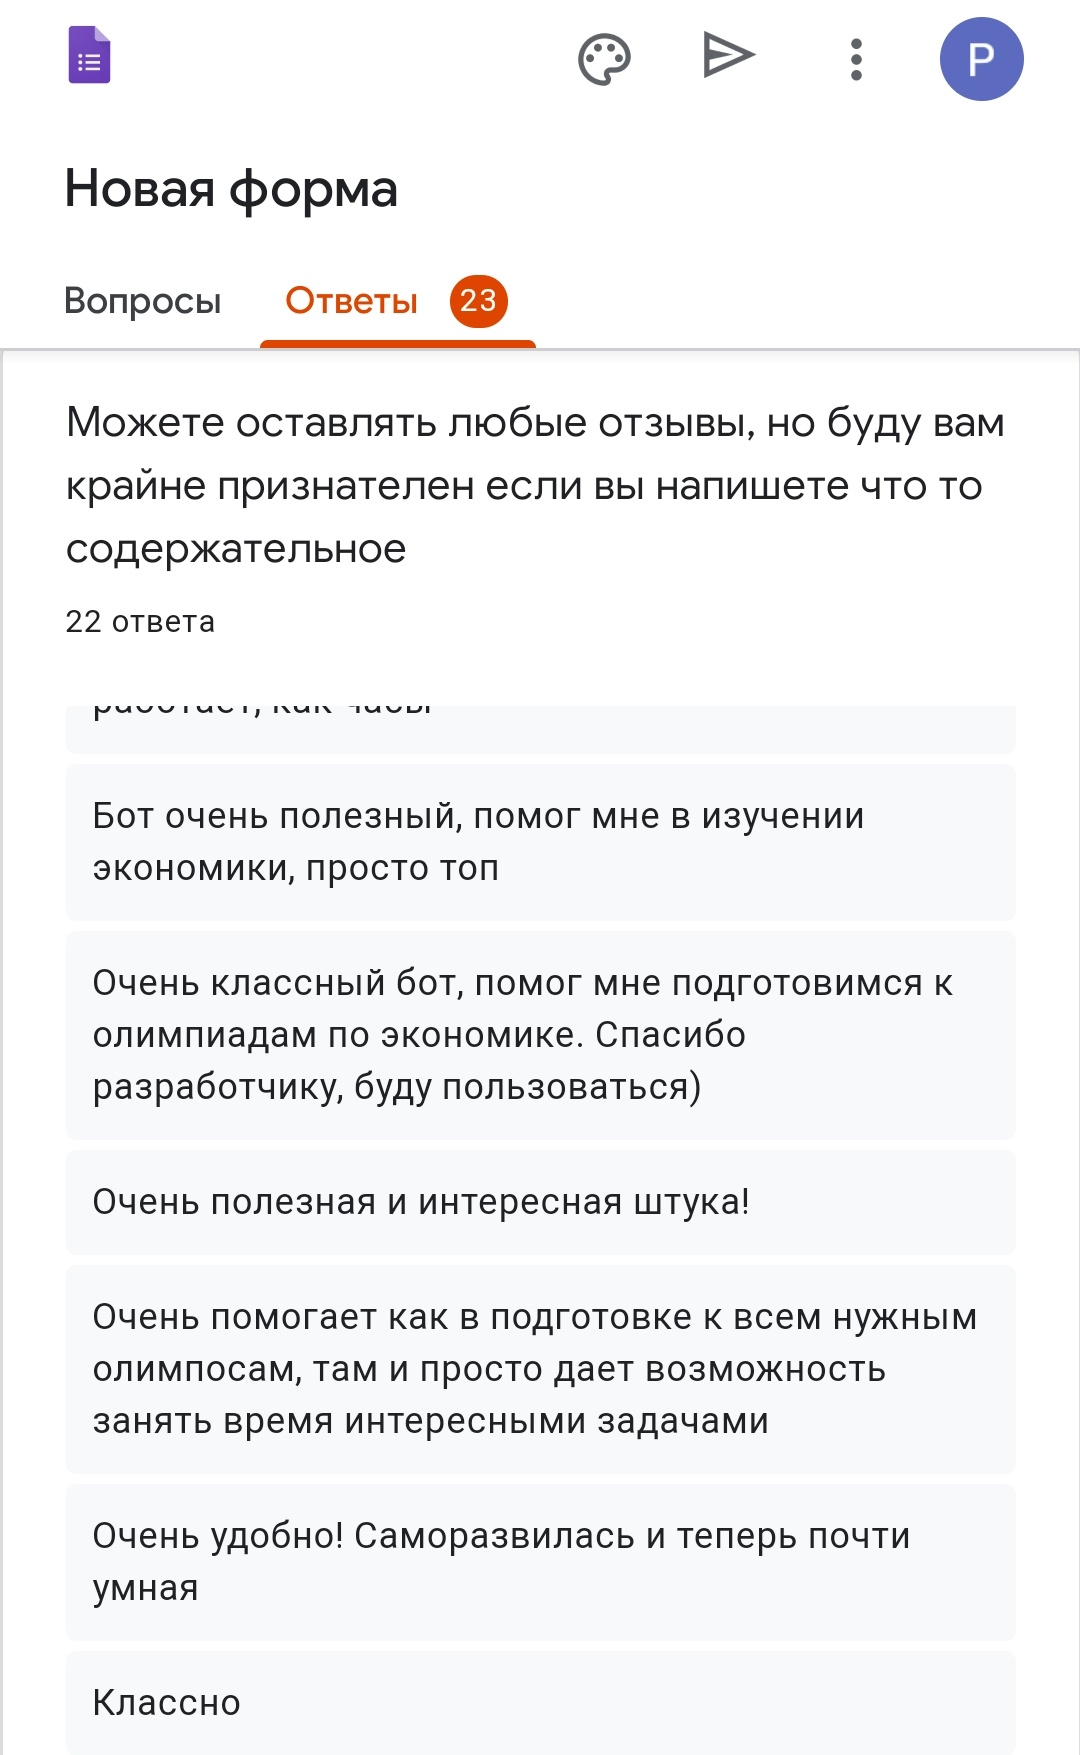 P
Новая форма
Вопросы Ответы 23
Можете оставлять любые отзывы, но буду вам
крайне признателен если вы напишете что то
содержательное
22 ответа
работает, как часы
Бот очень полезный, помог мне в изучении
экономики, просто топ
Очень классный бот, помог мне подготовимся к
олимпиадам по экономике. Спасибо
разработчику, буду пользоваться)
Очень полезная и интересная штука!
Очень помогает как в подготовке к всем нужным
олимпосам, там и просто дает возможность
занять время интересными задачами
Очень удобно! Саморазвилась и теперь почти
умная
Классно